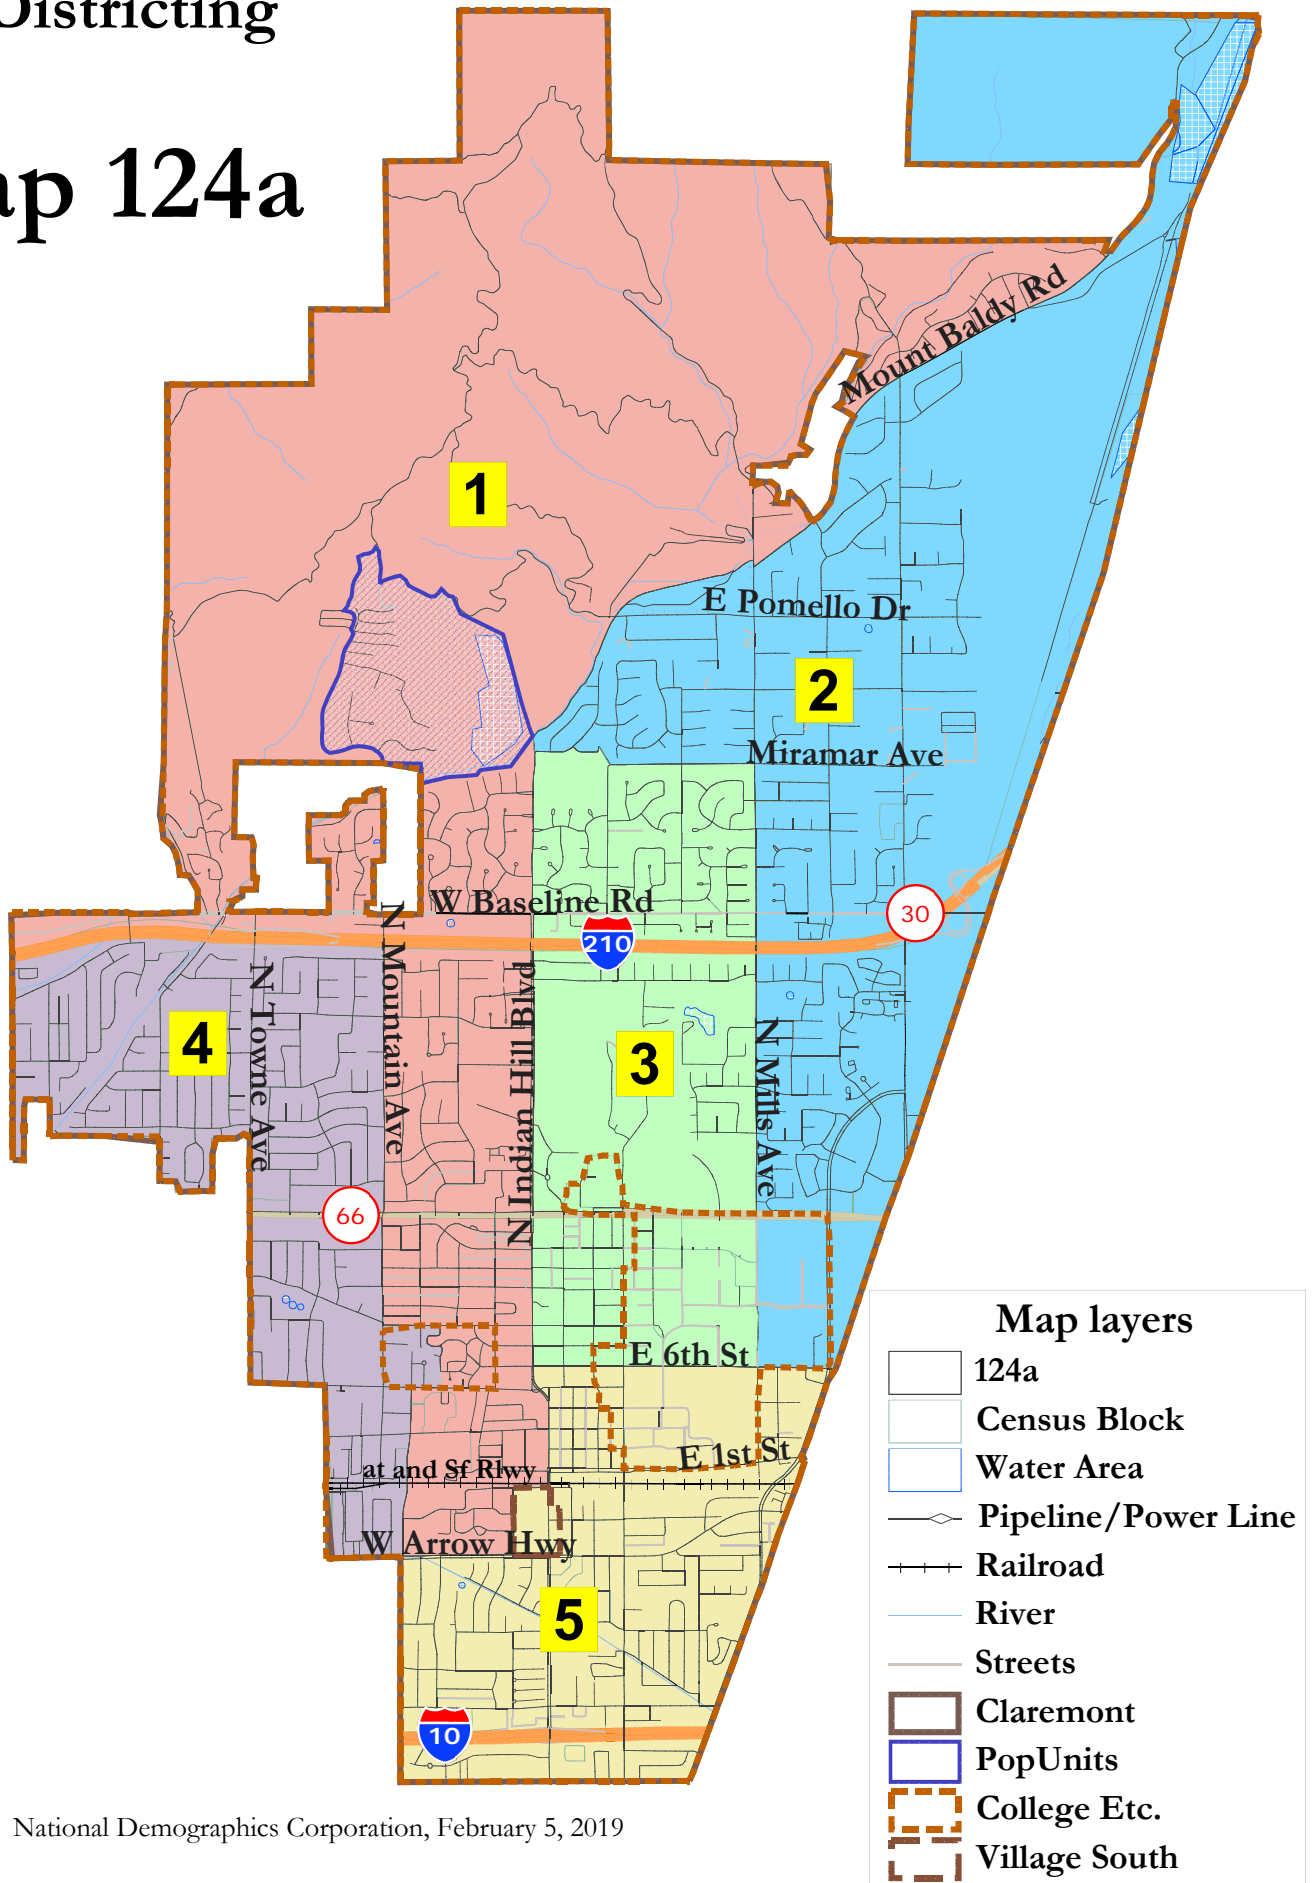 Districting
ap 124a
Mount Baldy Rd
1
E Pomello Dr
2
Miramar Ave
W Baseline Rd
30
210
N Mountain Ave
N Towne Ave
N Indian Hill Blvd
4
3
N Mills Ave
66
E 6th St
E 1st St
at and Sf Rlwy
W Arrow Hwy
5
10
Map layers
124a
Census Block
Water Area
Pipeline/Power Line
Railroad
River
Streets
Claremont
PopUnits
College Etc.
Village South
National Demographics Corporation, February 5, 2019